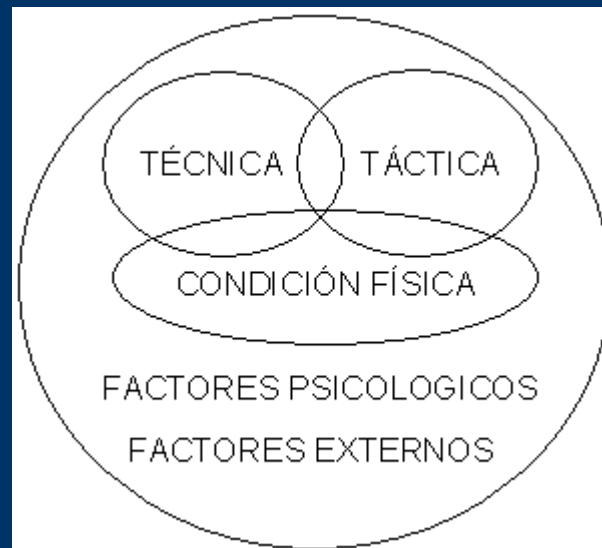 TÉCNICA TÁCTICA
CONDICIÓN FÍSICA
FACTORES PSICOLOGICOS
FACTORES EXTERNOS